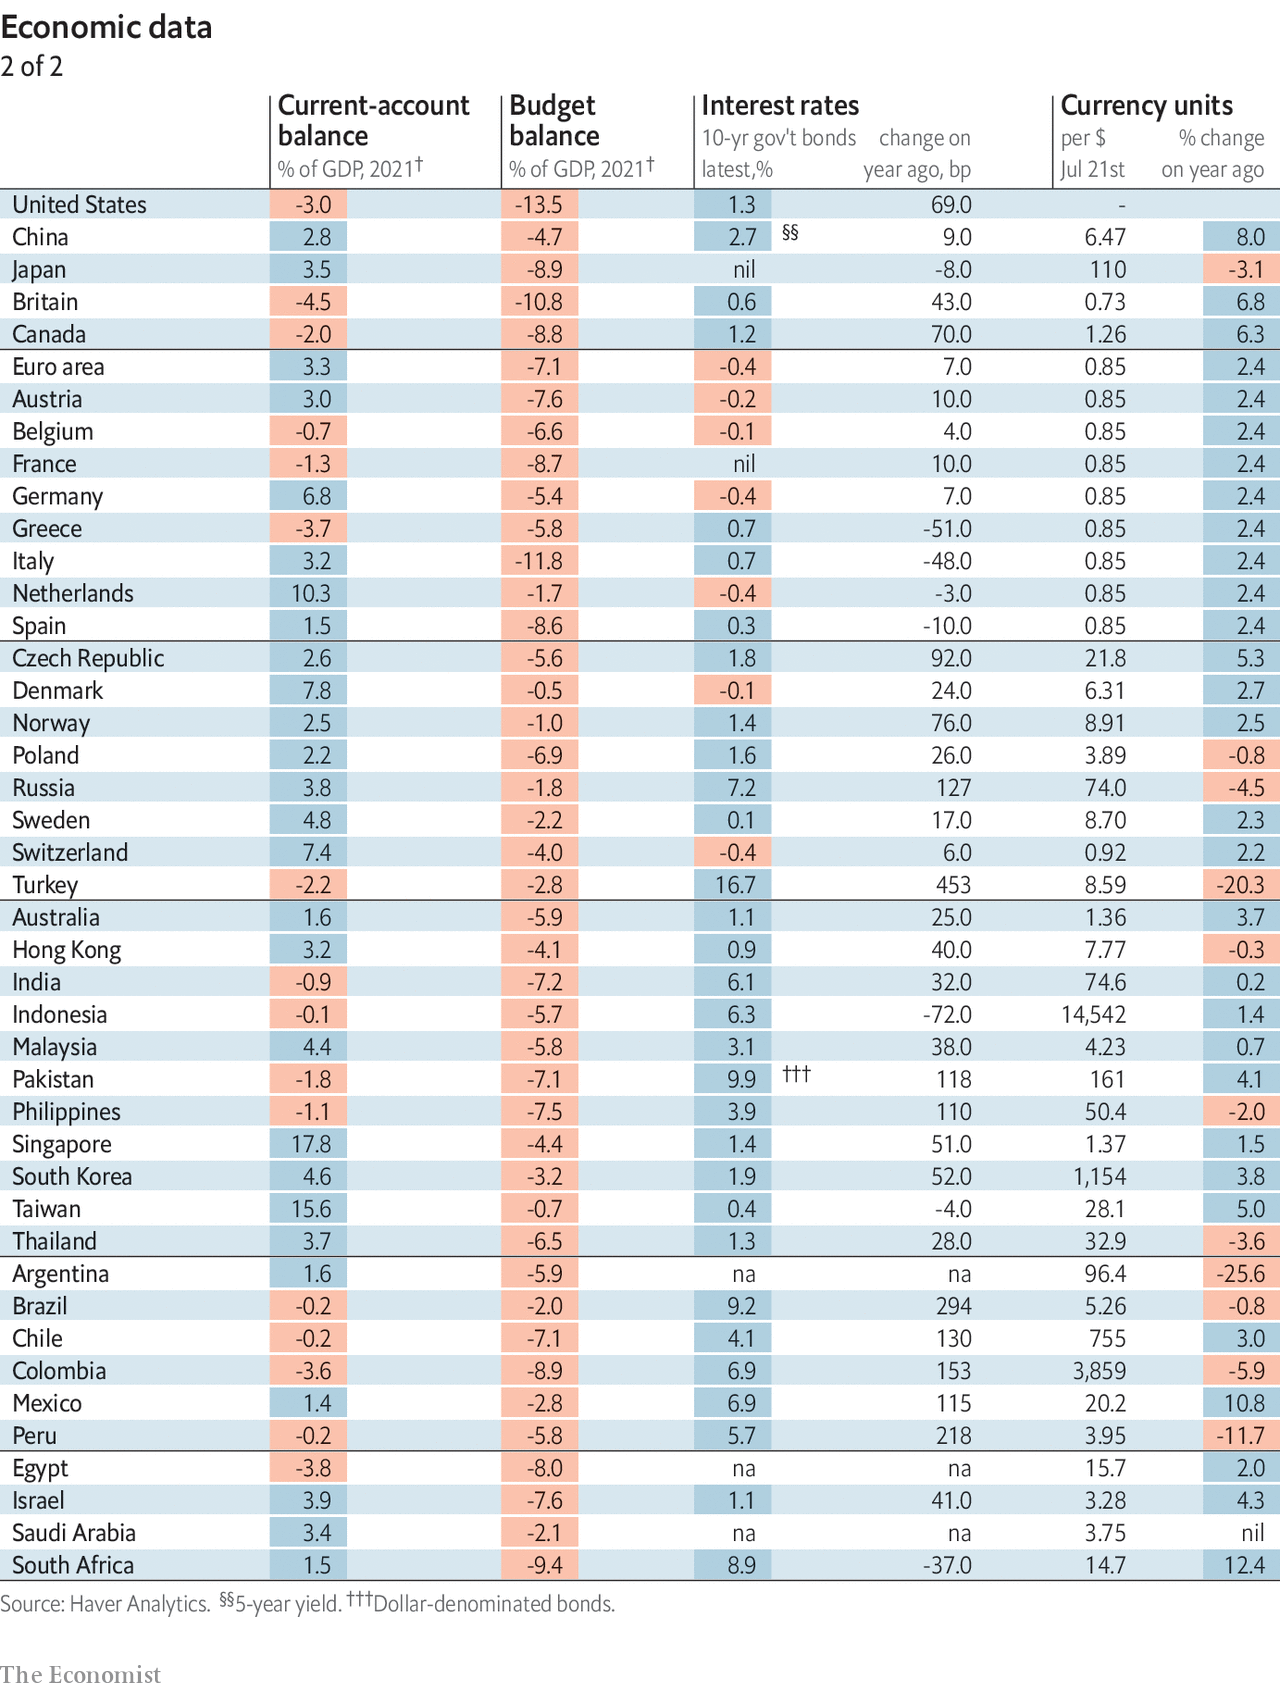 Economic data
2 of 2
Current-account balance % of GDP, 2021† Budget balance % of GDP, 2021† Interest rates 10-yr gov't bonds latest,% change on year ago, bp Currency units per $ Jul 21st % change on year ago
United States -3.0 -13.5 1.3 69.0 -
China 2.8 -4.7 2.7 §§ 9.0 6.47 8.0
Japan 3.5 -8.9 nil -8.0 110 -3.1
Britain -4.5 -10.8 0.6 43.0 0.73 6.8
Canada -2.0 -8.8 1.2 70.0 1.26 6.3
Euro area 3.3 -7.1 -0.4 7.0 0.85 2.4
Austria 3.0 -7.6 -0.2 10.0 0.85 2.4
Belgium -0.7 -6.6 -0.1 4.0 0.85 2.4
France -1.3 -8.7 nil 10.0 0.85 2.4
Germany 6.8 -5.4 -0.4 7.0 0.85 2.4
Greece -3.7 -5.8 0.7 -51.0 0.85 2.4
Italy 3.2 -11.8 0.7 -48.0 0.85 2.4
Netherlands 10.3 -1.7 -0.4 -3.0 0.85 2.4
Spain 1.5 -8.6 0.3 -10.0 0.85 2.4
Czech Republic 2.6 -5.6 1.8 92.0 21.8 5.3
Denmark 7.8 -0.5 -0.1 24.0 6.31 2.7
Norway 2.5 -1.0 1.4 76.0 8.91 2.5
Poland 2.2 -6.9 1.6 26.0 3.89 -0.8
Russia 3.8 -1.8 7.2 127 74.0 -4.5
Sweden 4.8 -2.2 0.1 17.0 8.70 2.3
Switzerland 7.4 -4.0 -0.4 6.0 0.92 2.2
Turkey -2.2 -2.8 16.7 453 8.59 -20.3
Australia 1.6 -5.9 1.1 25.0 1.36 3.7
Hong Kong 3.2 -4.1 0.9 40.0 7.77 -0.3
India -0.9 -7.2 6.1 32.0 74.6 0.2
Indonesia -0.1 -5.7 6.3 -72.0 14,542 1.4
Malaysia 4.4 -5.8 3.1 38.0 4.23 0.7
Pakistan -1.8 -7.1 9.9 ††† 118 161 4.1
Philippines -1.1 -7.5 3.9 110 50.4 -2.0
Singapore 17.8 -4.4 1.4 51.0 1.37 1.5
South Korea 4.6 -3.2 1.9 52.0 1,154 3.8
Taiwan 15.6 -0.7 0.4 -4.0 28.1 5.0
Thailand 3.7 -6.5 1.3 28.0 32.9 -3.6
Argentina 1.6 -5.9 na na 96.4 -25.6
Brazil -0.2 -2.0 9.2 294 5.26 -0.8
Chile -0.2 -7.1 4.1 130 755 3.0
Colombia -3.6 -8.9 6.9 153 3,859 -5.9
Mexico 1.4 -2.8 6.9 115 20.2 10.8
Peru -0.2 -5.8 5.7 218 3.95 -11.7
Egypt -3.8 -8.0 na na 15.7 2.0
Israel 3.9 -7.6 1.1 41.0 3.28 4.3
Saudi Arabia 3.4 -2.1 na na 3.75 nil
South Africa 1.5 -9.4 8.9 -37.0 14.7 12.4
Source: Haver Analytics. §§5-year yield. †††Dollar-denominated bonds.
The Economist